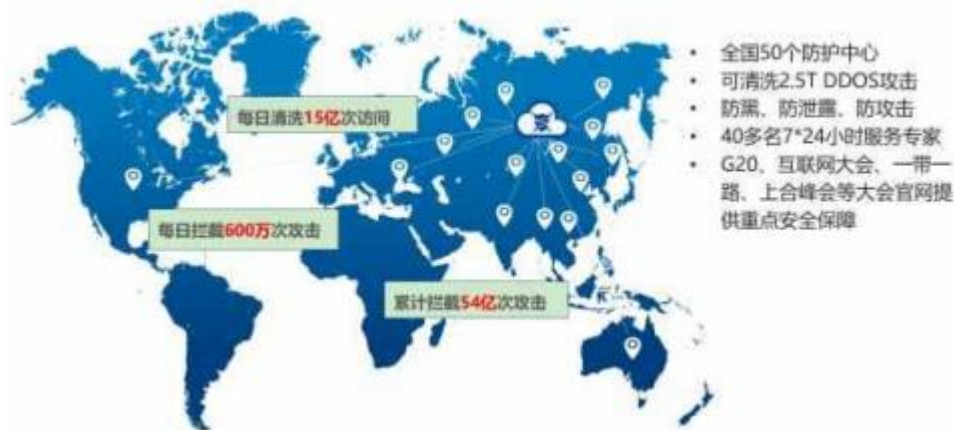 每日清洗15亿次访问
每日拦截600万次攻击
累计拦截54亿次攻击
• 全国50个防护中心
• 可清洗2.5T DDOS攻击
• 防黑、防泄露、防攻击
• 40多名7*24小时服务专家
• G20、互联网大会、一带一
路、上合峰会等大会官网提
供重点安全保障